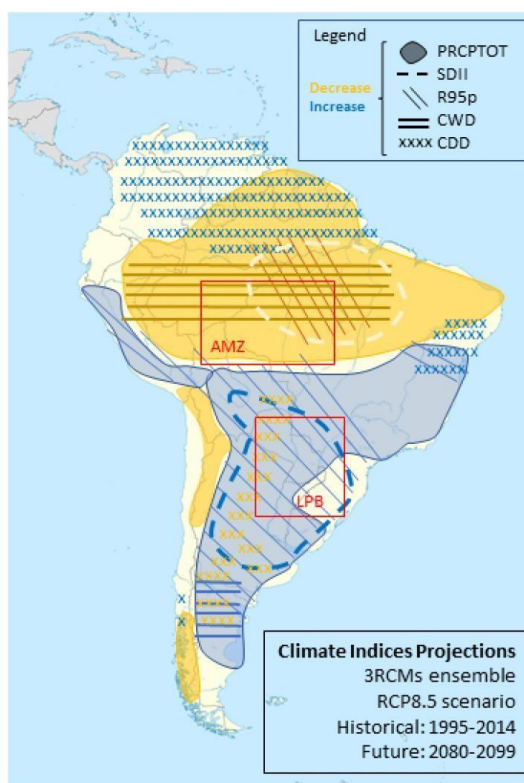 Legend
PRCPTOT
SDII
Decrease
R95p
Increase
CWD
xxxx CDD
AMZ
LPB
Climate Indices Projections
3RCMs ensemble
RCP8.5 scenario
Historical: 1995-2014
Future: 2080-2099